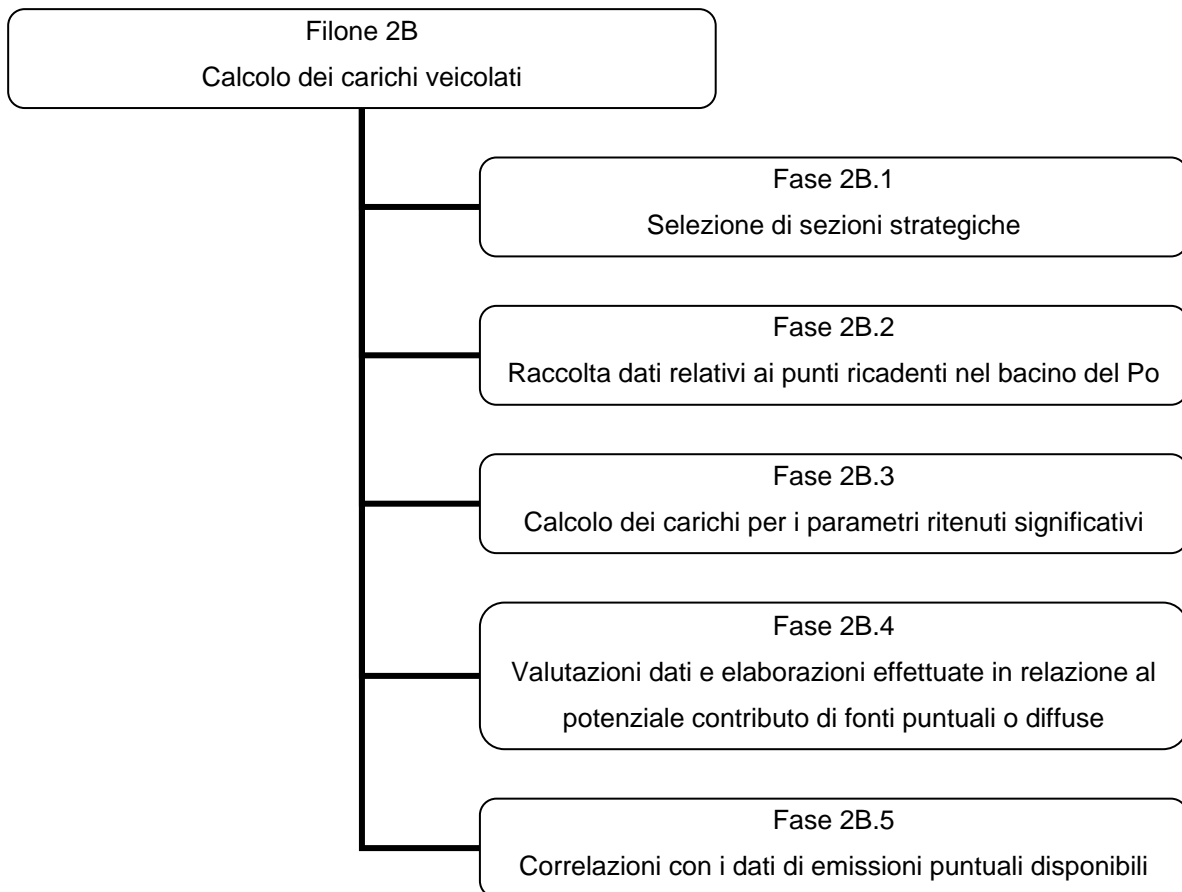 Filone 2B
Calcolo dei carichi veicolati
Fase 2B.1
Selezione di sezioni strategiche
Fase 2B.2
Raccolta dati relativi ai punti ricadenti nel bacino del Po
Fase 2B.3
Calcolo dei carichi per i parametri ritenuti significativi
Fase 2B.4
Valutazioni dati e elaborazioni effettuate in relazione al
potenziale contributo di fonti puntuali o diffuse
Fase 2B.5
Correlazioni con i dati di emissioni puntuali disponibili